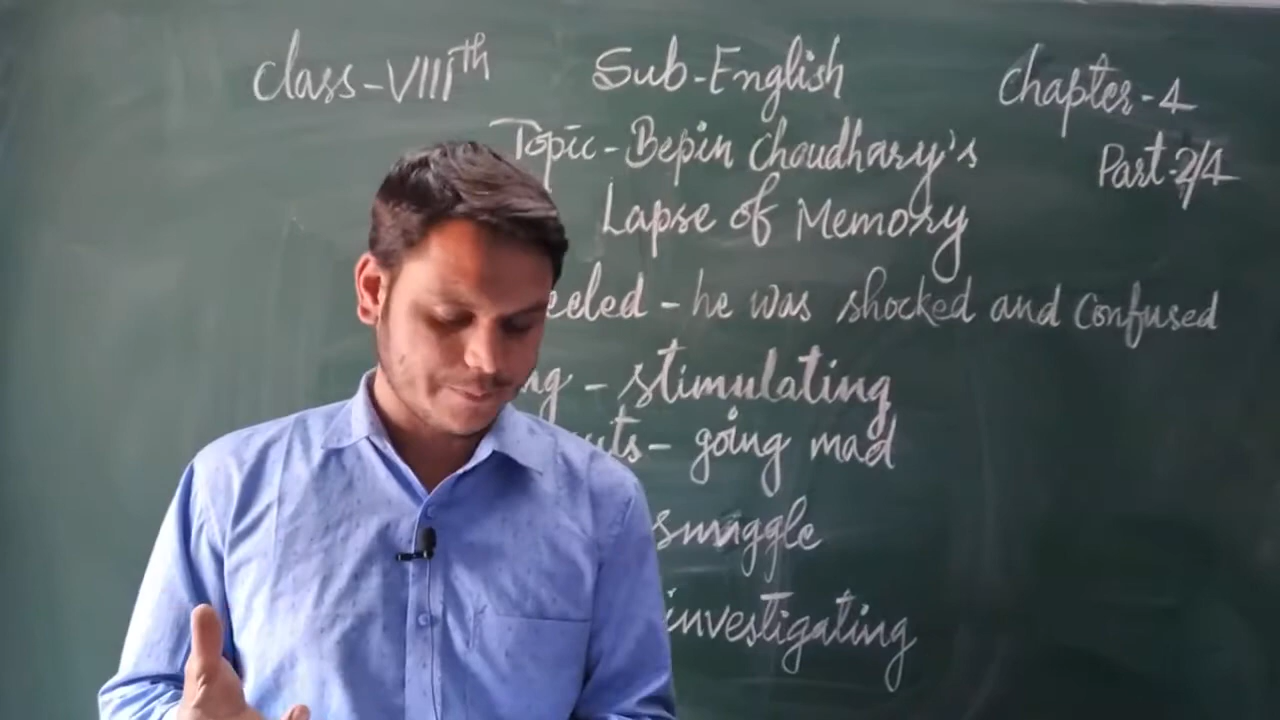 Class-VIIIth Sub-English Chapter-4
Topic-Bepin Choudhary's Part-2/4
Lapse of Memory
eeled - he was shocked and Confused
ng - stimulating
uts - going mad
smuggle
investigating